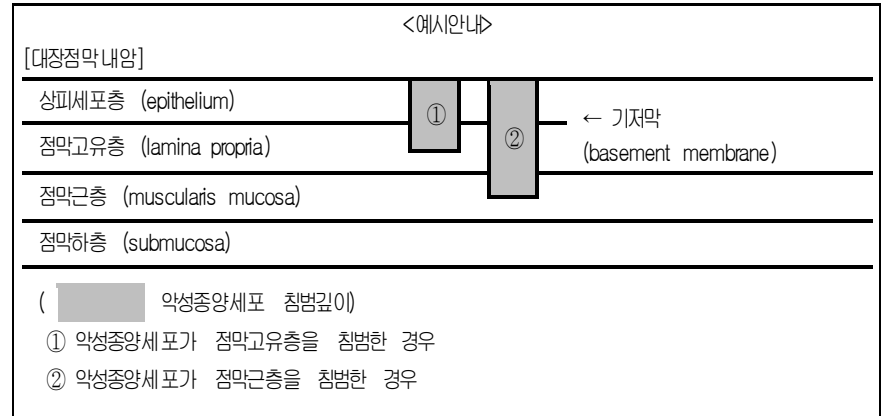 <예시안내>
[대장점막내암]
상피세포층 (epithelium)
①
← 기저막
점막고유층 (lamina propria)
②
(basement membrane)
점막근층 (muscularis mucosa)
점막하층 (submucosa)
( 악성종양세포 침범깊이)
① 악성종양세포가 점막고유층을 침범한 경우
② 악성종양세포가 점막근층을 침범한 경우